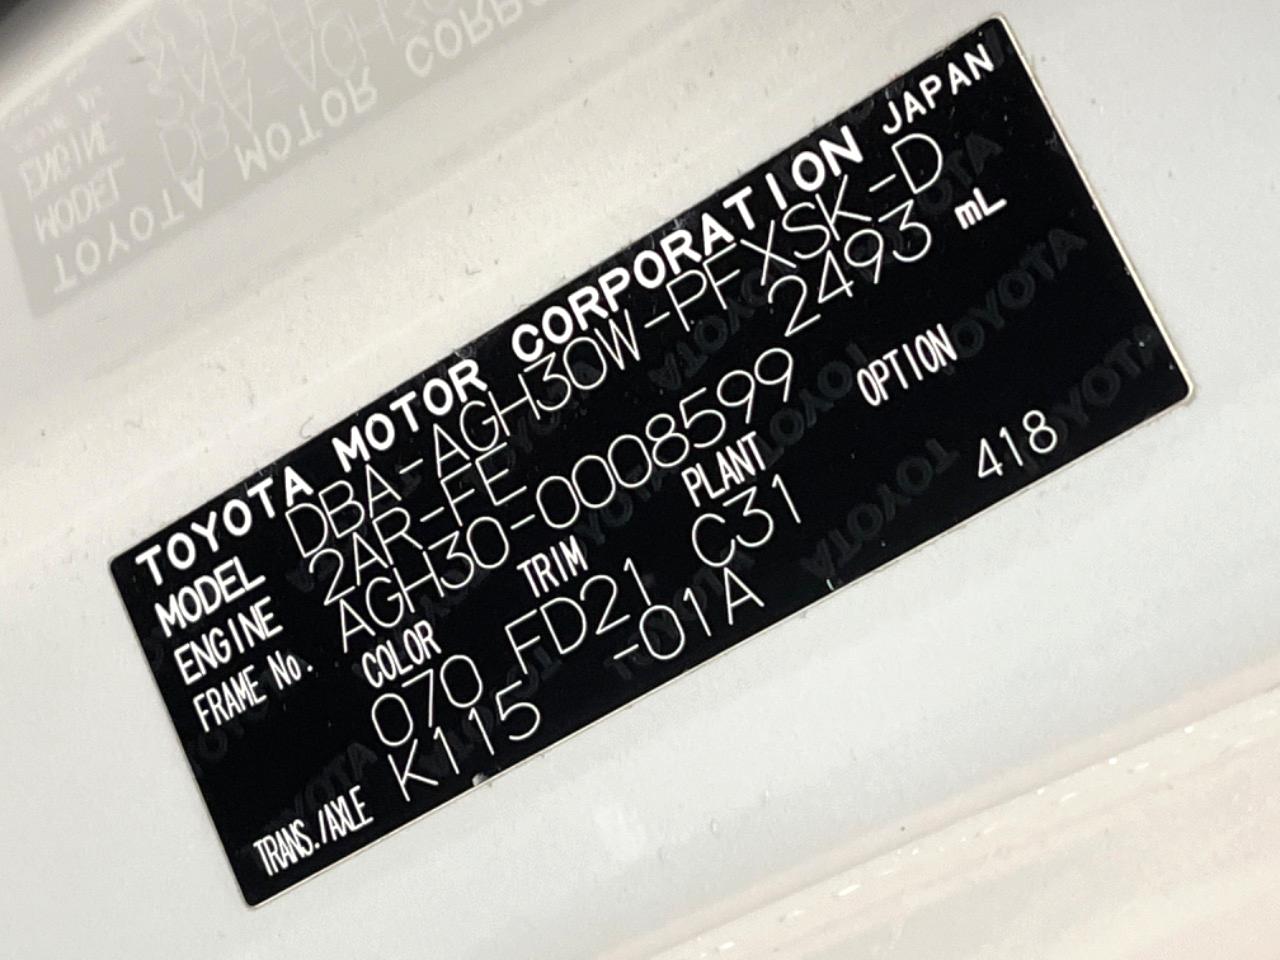 TOYOTA MOTOR CORPORATION JAPAN
MODEL DBA-AGH30W-PFXSK-D
ENGINE 2AR-FE 2493 mL
FRAME No. AGH30-0008599
COLOR TRIM PLANT OPTION
070 FD21 C31 418
TRANS./AXLE K115 -01A